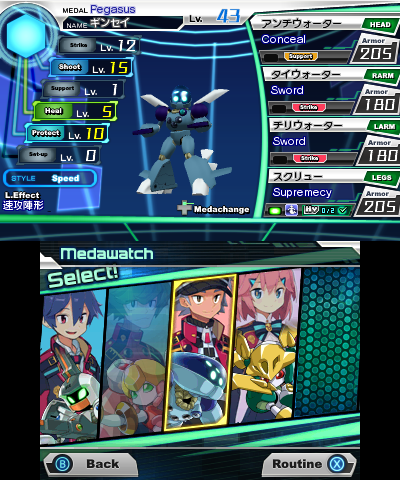 MEDAL Pegasus
NAME ギンセイ
Lv. 43
Strike Lv. 12
Shoot Lv. 15
Support Lv. 1
Heal Lv. 5
Protect Lv. 10
Set-up Lv. 0
STYLE Speed
L.Effect
速攻陣形
Medachange
アンチウォーター HEAD
Conceal
Support
Armor 205
タイウォーター RARM
Sword
Strike
Armor 180
チリウォーター LARM
Sword
Strike
Armor 180
スクリュー LEGS
Supremecy
HV 0/2
Armor 205
Medawatch
Select!
B Back
Routine X